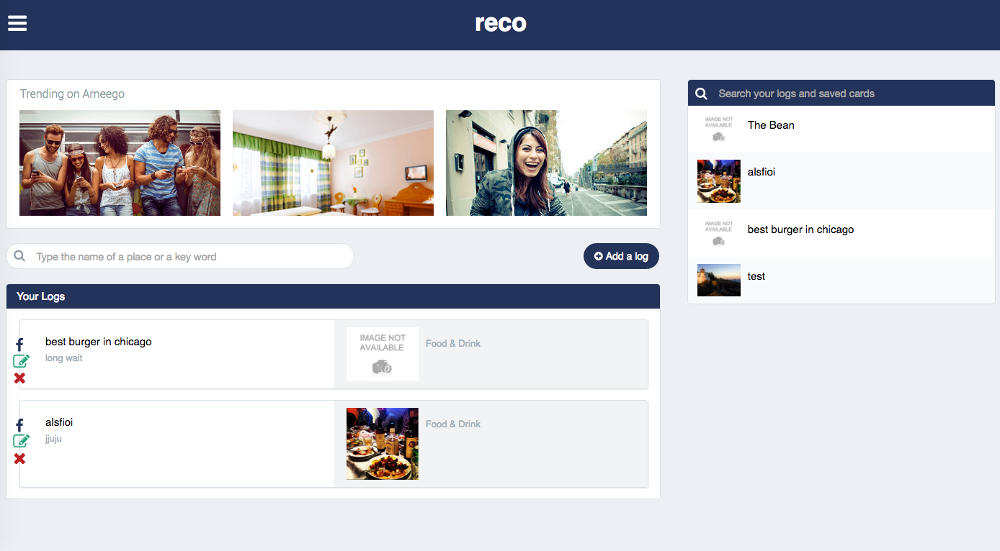 reco
Trending on Ameego
Type the name of a place or a key word
Add a log
Your Logs
best burger in chicago
long wait
IMAGE NOT
AVAILABLE
Food & Drink
alsfioi
jjuju
Food & Drink
Search your logs and saved cards
IMAGE NOT
AVAILABLE
The Bean
alsfioi
IMAGE NOT
AVAILABLE
best burger in chicago
test